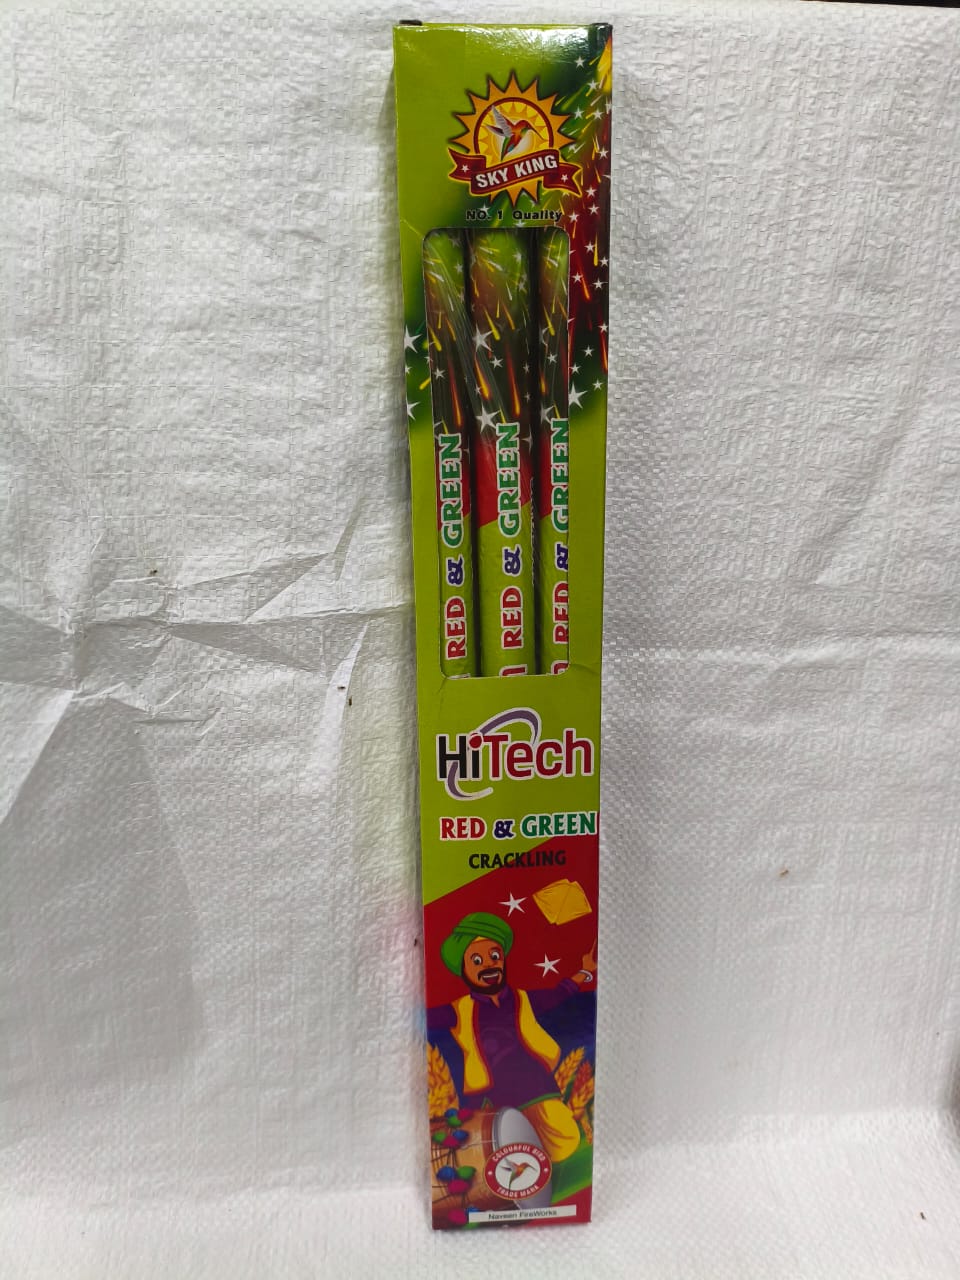 SKY KING
NO. 1 Quality
RED & GREEN
RED & GREEN
RED & GREEN
HiTech
RED & GREEN
CRACKLING
COLOURFUL BIRD
TRADE MARK
Naveen FireWorks